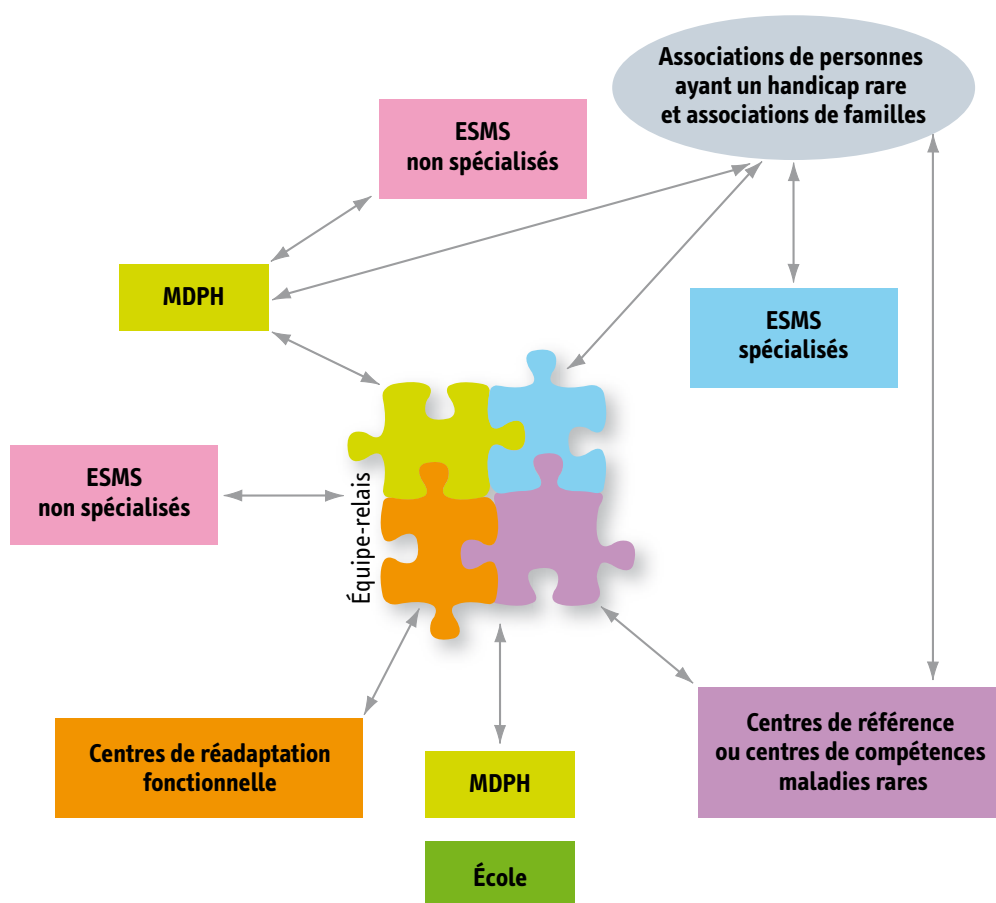 Associations de personnes
ayant un handicap rare
et associations de familles
ESMS
non spécialisés
MDPH
ESMS
spécialisés
ESMS
non spécialisés
Équipe-relais
Centres de réadaptation
fonctionnelle
MDPH
Centres de référence
ou centres de compétences
maladies rares
École